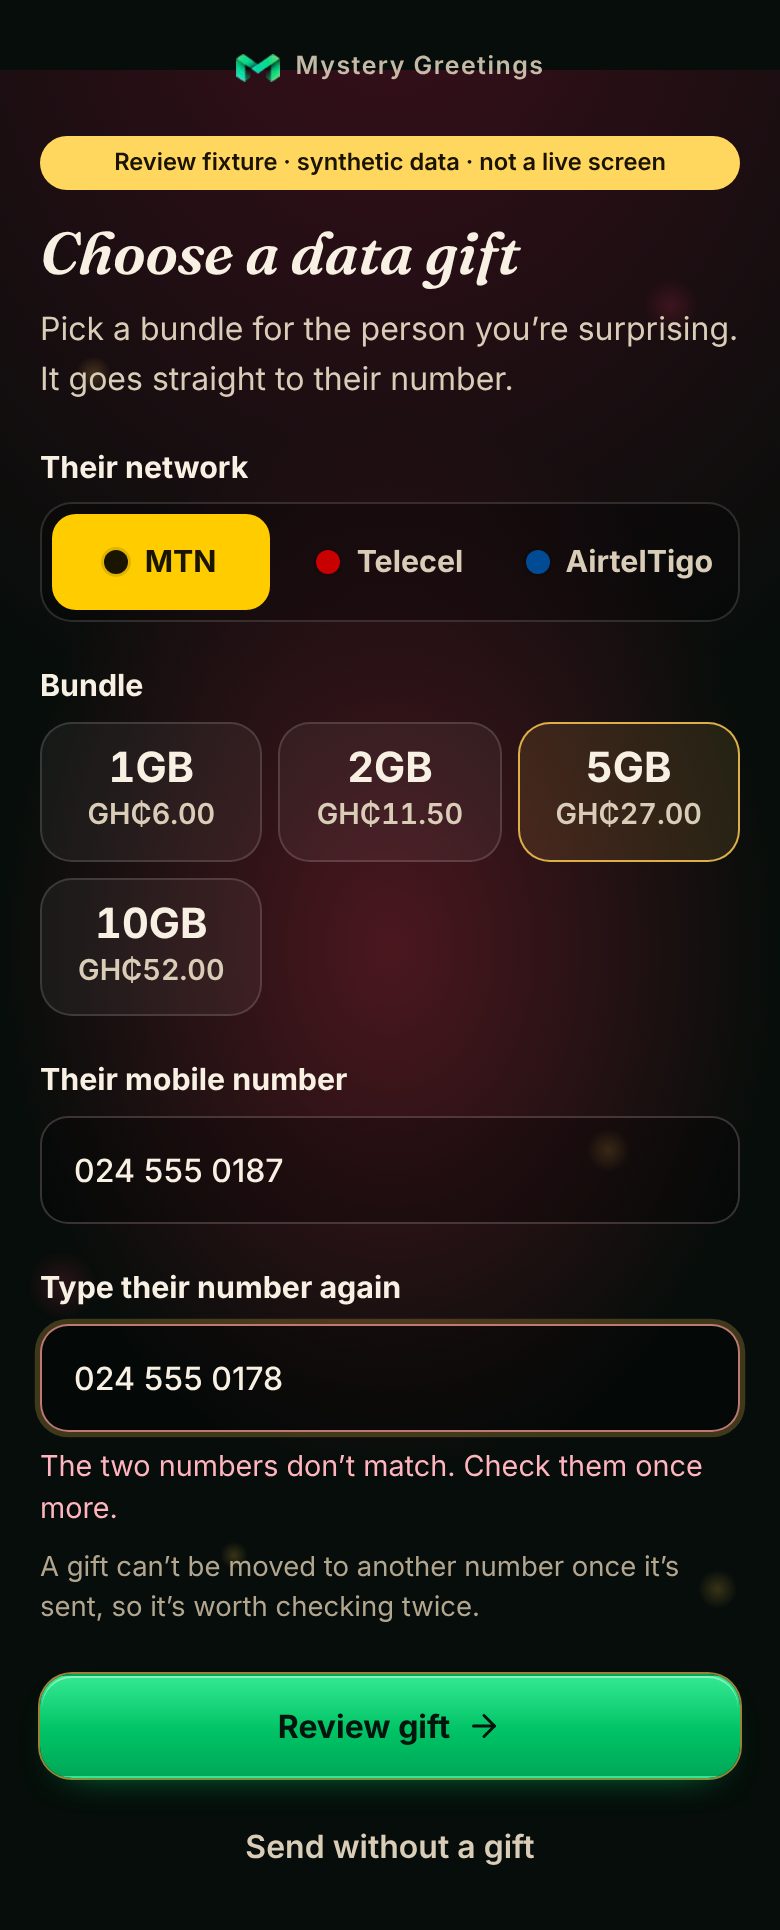 Mystery Greetings
Review fixture · synthetic data · not a live screen
Choose a data gift
Pick a bundle for the person you’re surprising.
It goes straight to their number.
Their network
MTN
Telecel
AirtelTigo
Bundle
1GB
GH₵6.00
2GB
GH₵11.50
5GB
GH₵27.00
10GB
GH₵52.00
Their mobile number
024 555 0187
Type their number again
024 555 0178
The two numbers don’t match. Check them once
more.
A gift can’t be moved to another number once it’s
sent, so it’s worth checking twice.
Review gift →
Send without a gift